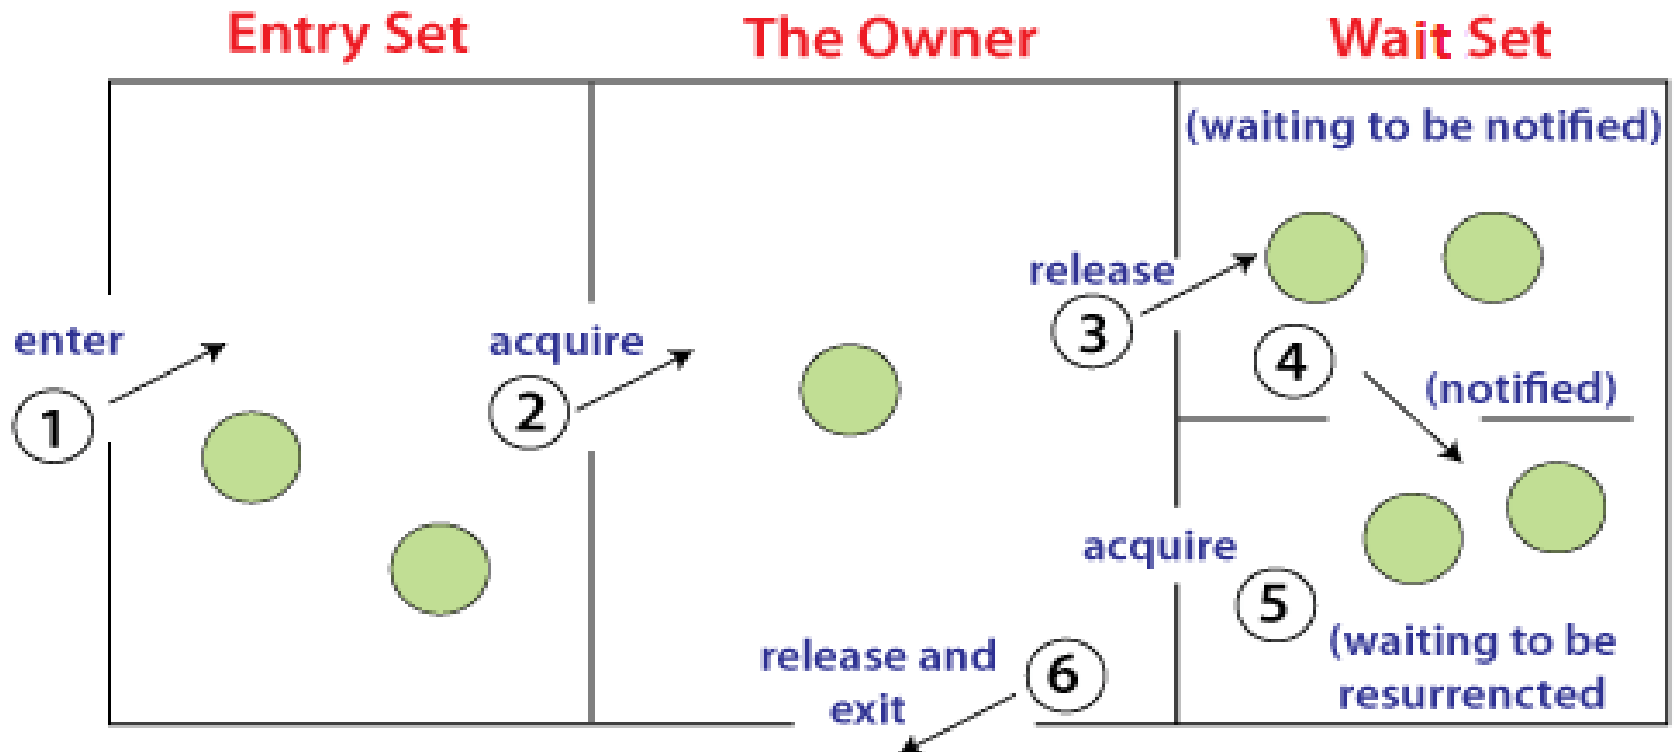 Entry Set
The Owner
Wait Set
(waiting to be notified)
enter
1
acquire
2
release
3
4
(notified)
acquire
5
(waiting to be
resurrencted
release and
exit
6